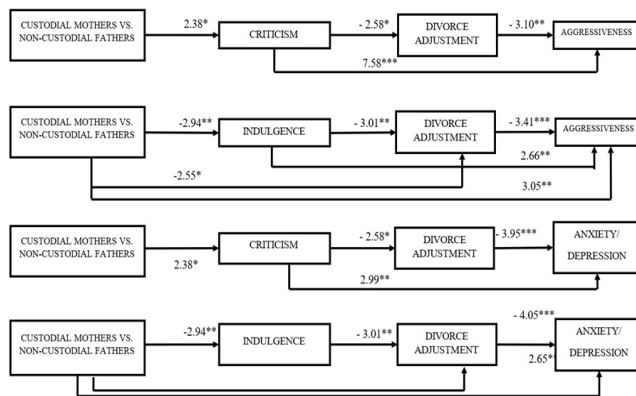 CUSTODIAL MOTHERS VS.
NON-CUSTODIAL FATHERS
2.38*
CRITICISM
- 2.58*
DIVORCE
ADJUSTMENT
- 3.10**
AGGRESSIVENESS
7.58***
CUSTODIAL MOTHERS VS.
NON-CUSTODIAL FATHERS
-2.94**
INDULGENCE
- 3.01**
DIVORCE
ADJUSTMENT
- 3.41***
AGGRESSIVENESS
2.66**
-2.55*
3.05**
CUSTODIAL MOTHERS VS.
NON-CUSTODIAL FATHERS
2.38*
CRITICISM
- 2.58*
DIVORCE
ADJUSTMENT
- 3.95***
ANXIETY/
DEPRESSION
2.99**
CUSTODIAL MOTHERS VS.
NON-CUSTODIAL FATHERS
-2.94**
INDULGENCE
- 3.01**
DIVORCE
ADJUSTMENT
- 4.05***
2.65**
ANXIETY/
DEPRESSION